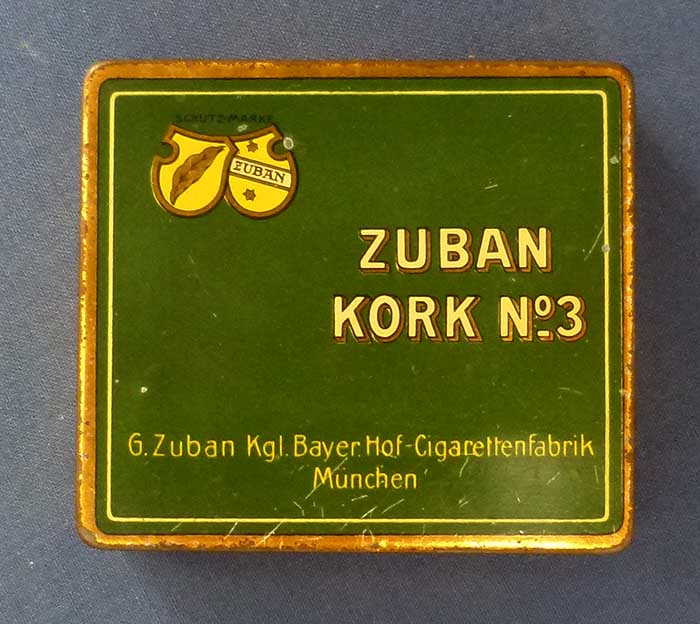 SCHUTZ-MARKE
ZUBAN
ZUBAN
KORK Nº3
G. Zuban Kgl. Bayer. Hof-Cigarettenfabrik
München